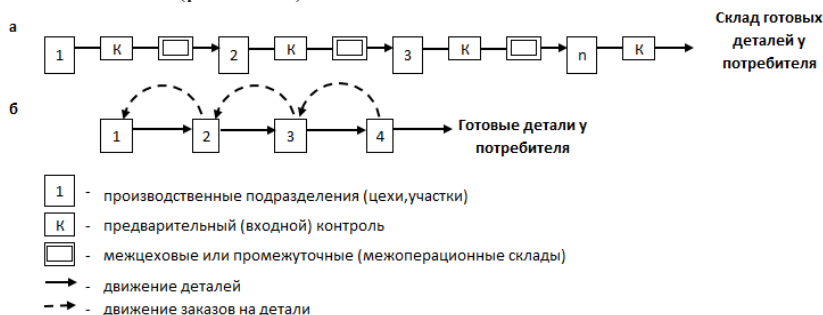 а
1 К 2 К 3 К n К
Склад готовых
деталей у
потребителя
б
1 2 3 4
Готовые детали у
потребителя
1 - производственные подразделения (цехи,участки)
К - предварительный (входной) контроль
- межцеховые или промежуточные (межоперационные склады)
- движение деталей
- движение заказов на детали